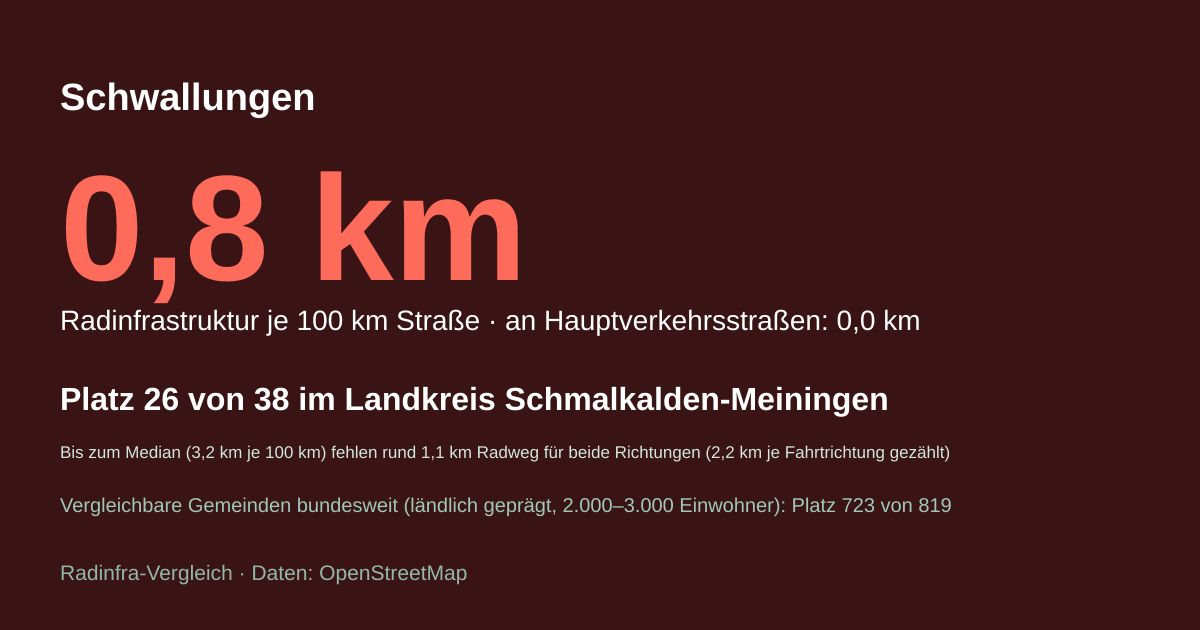 Schwallungen
0,8 km
Radinfrastruktur je 100 km Straße · an Hauptverkehrsstraßen: 0,0 km
Platz 26 von 38 im Landkreis Schmalkalden-Meiningen
Bis zum Median (3,2 km je 100 km) fehlen rund 1,1 km Radweg für beide Richtungen (2,2 km je Fahrtrichtung gezählt)
Vergleichbare Gemeinden bundesweit (ländlich geprägt, 2.000–3.000 Einwohner): Platz 723 von 819
Radinfra-Vergleich · Daten: OpenStreetMap